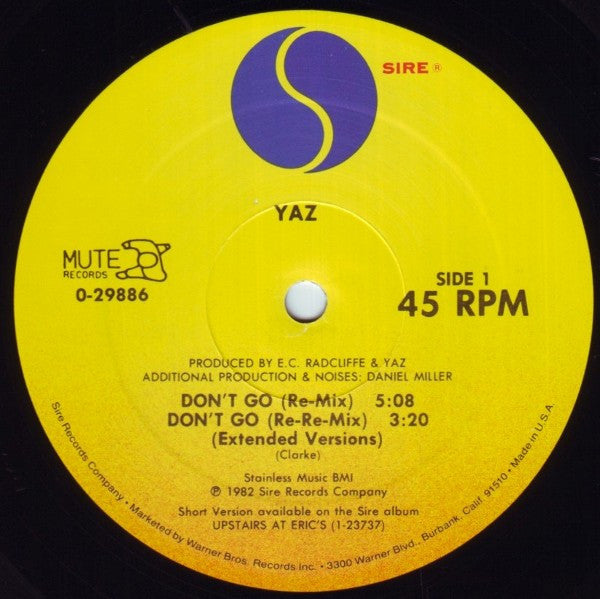 SIRE ®
YAZ
MUTE
RECORDS
0-29886
SIDE 1
45 RPM
PRODUCED BY E.C. RADCLIFFE & YAZ
ADDITIONAL PRODUCTION & NOISES: DANIEL MILLER
DON'T GO (Re-Mix) 5:08
DON'T GO (Re-Re-Mix) 3:20
(Extended Versions)
(Clarke)
Stainless Music BMI
℗ 1982 Sire Records Company
Short Version available on the Sire album
UPSTAIRS AT ERIC'S (1-23737)
Sire Records Company • Marketed by Warner Bros. Records Inc. • 3300 Warner Blvd., Burbank, Calif. 91510 • Made in U.S.A.